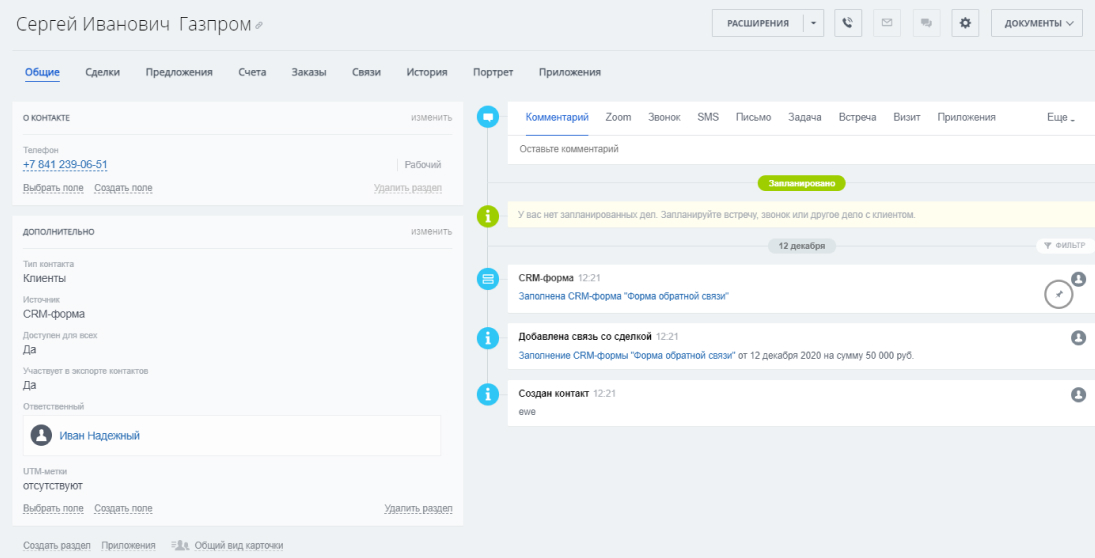 Сергей Иванович Газпром
РАСШИРЕНИЯ
ДОКУМЕНТЫ
Общие Сделки Предложения Счета Заказы Связи История Портрет Приложения
О КОНТАКТЕ изменить
Телефон
+7 841 239-06-51 Рабочий
Выбрать поле Создать поле Удалить раздел
ДОПОЛНИТЕЛЬНО изменить
Тип контакта
Клиенты
Источник
CRM-форма
Доступен для всех
Да
Участвует в экспорте контактов
Да
Ответственный
Иван Надежный
UTM-метки
отсутствуют
Выбрать поле Создать поле Удалить раздел
Создать раздел Приложения Общий вид карточки
Комментарий Zoom Звонок SMS Письмо Задача Встреча Визит Приложения Еще
Оставьте комментарий
Запланировано
У вас нет запланированных дел. Запланируйте встречу, звонок или другое дело с клиентом.
12 декабря ФИЛЬТР
CRM-форма 12:21
Заполнена CRM-форма "Форма обратной связи"
Добавлена связь со сделкой 12:21
Заполнение CRM-формы "Форма обратной связи" от 12 декабря 2020 на сумму 50 000 руб.
Создан контакт 12:21
ewe